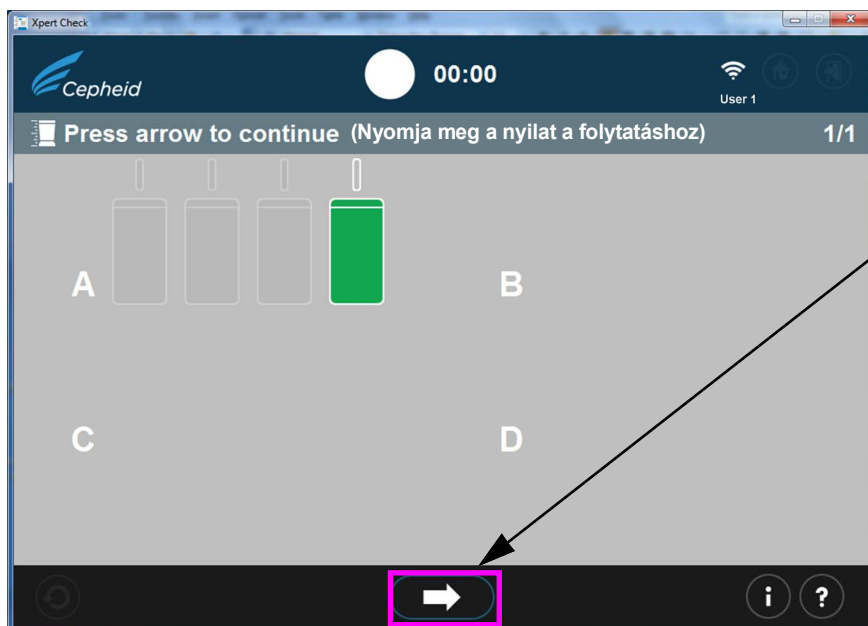 Xpert Check
Cepheid
00:00
User 1
Press arrow to continue (Nyomja meg a nyilat a folytatáshoz)
1/1
A
B
C
D
i
?